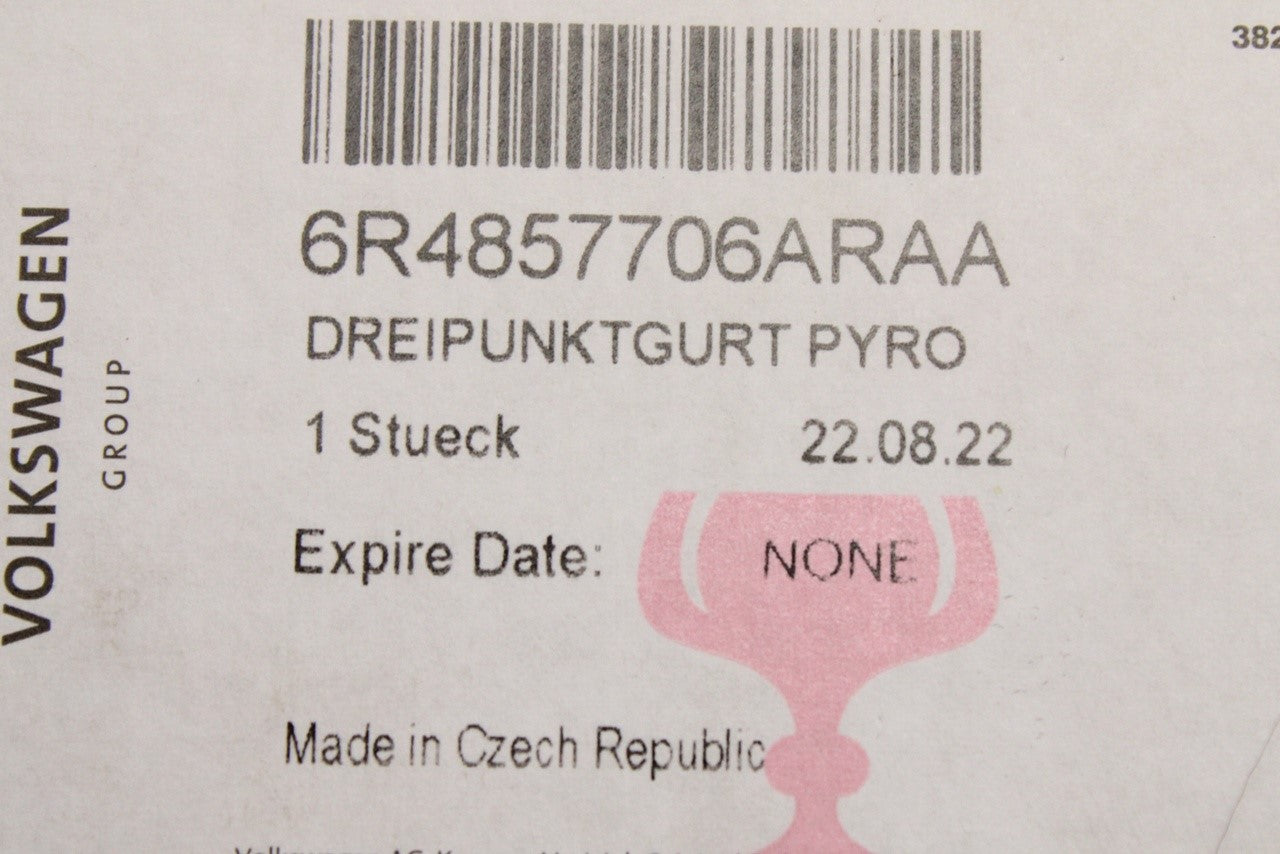 382
6R4857706ARAA
DREIPUNKTGURT PYRO
1 Stueck 22.08.22
Expire Date: NONE
Made in Czech Republic
VOLKSWAGEN
GROUP